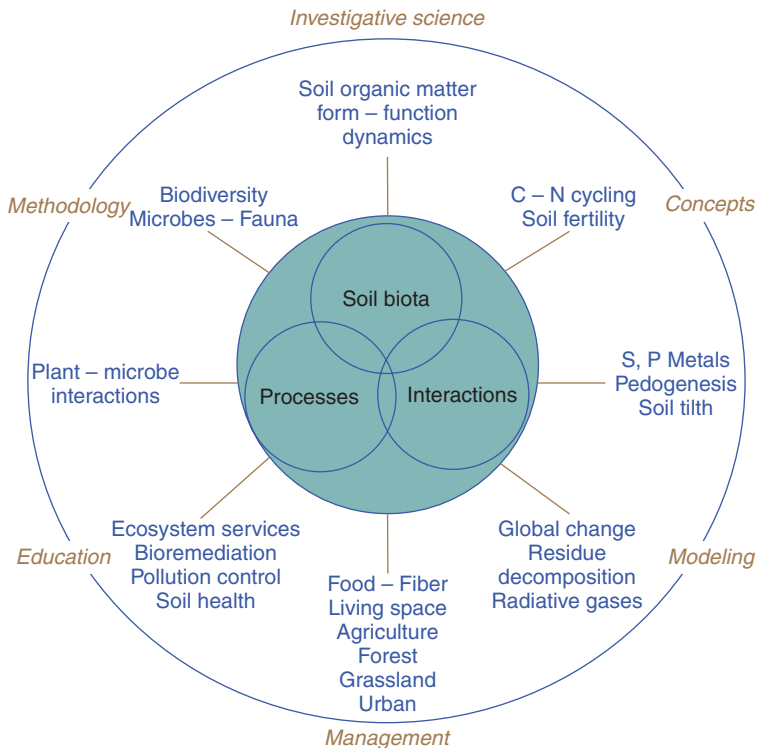 Investigative science
Soil organic matter
form – function
dynamics
Biodiversity
Microbes – Fauna
C – N cycling
Soil fertility
Methodology
Concepts
Soil biota
Plant – microbe
interactions
Processes
Interactions
S, P Metals
Pedogenesis
Soil tilth
Ecosystem services
Bioremediation
Pollution control
Soil health
Education
Food – Fiber
Living space
Agriculture
Forest
Grassland
Urban
Global change
Residue
decomposition
Radiative gases
Modeling
Management